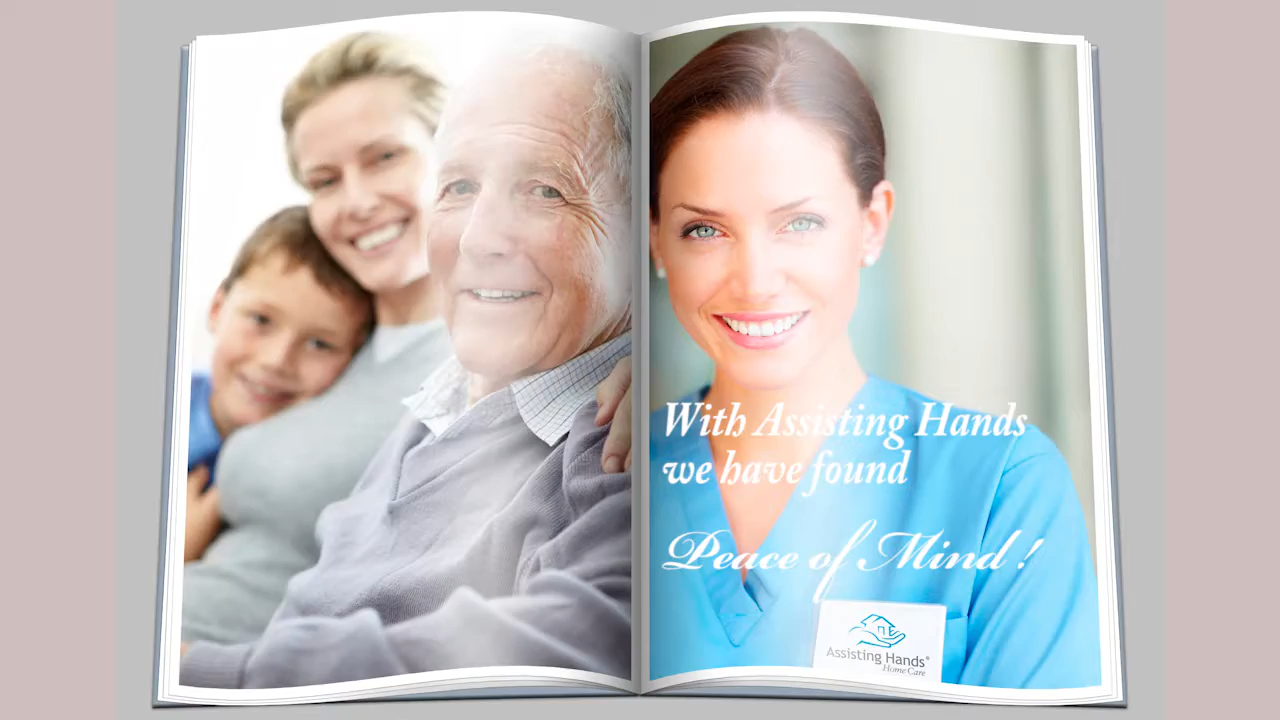 With Assisting Hands
we have found
Peace of Mind !
Assisting Hands®
Home Care